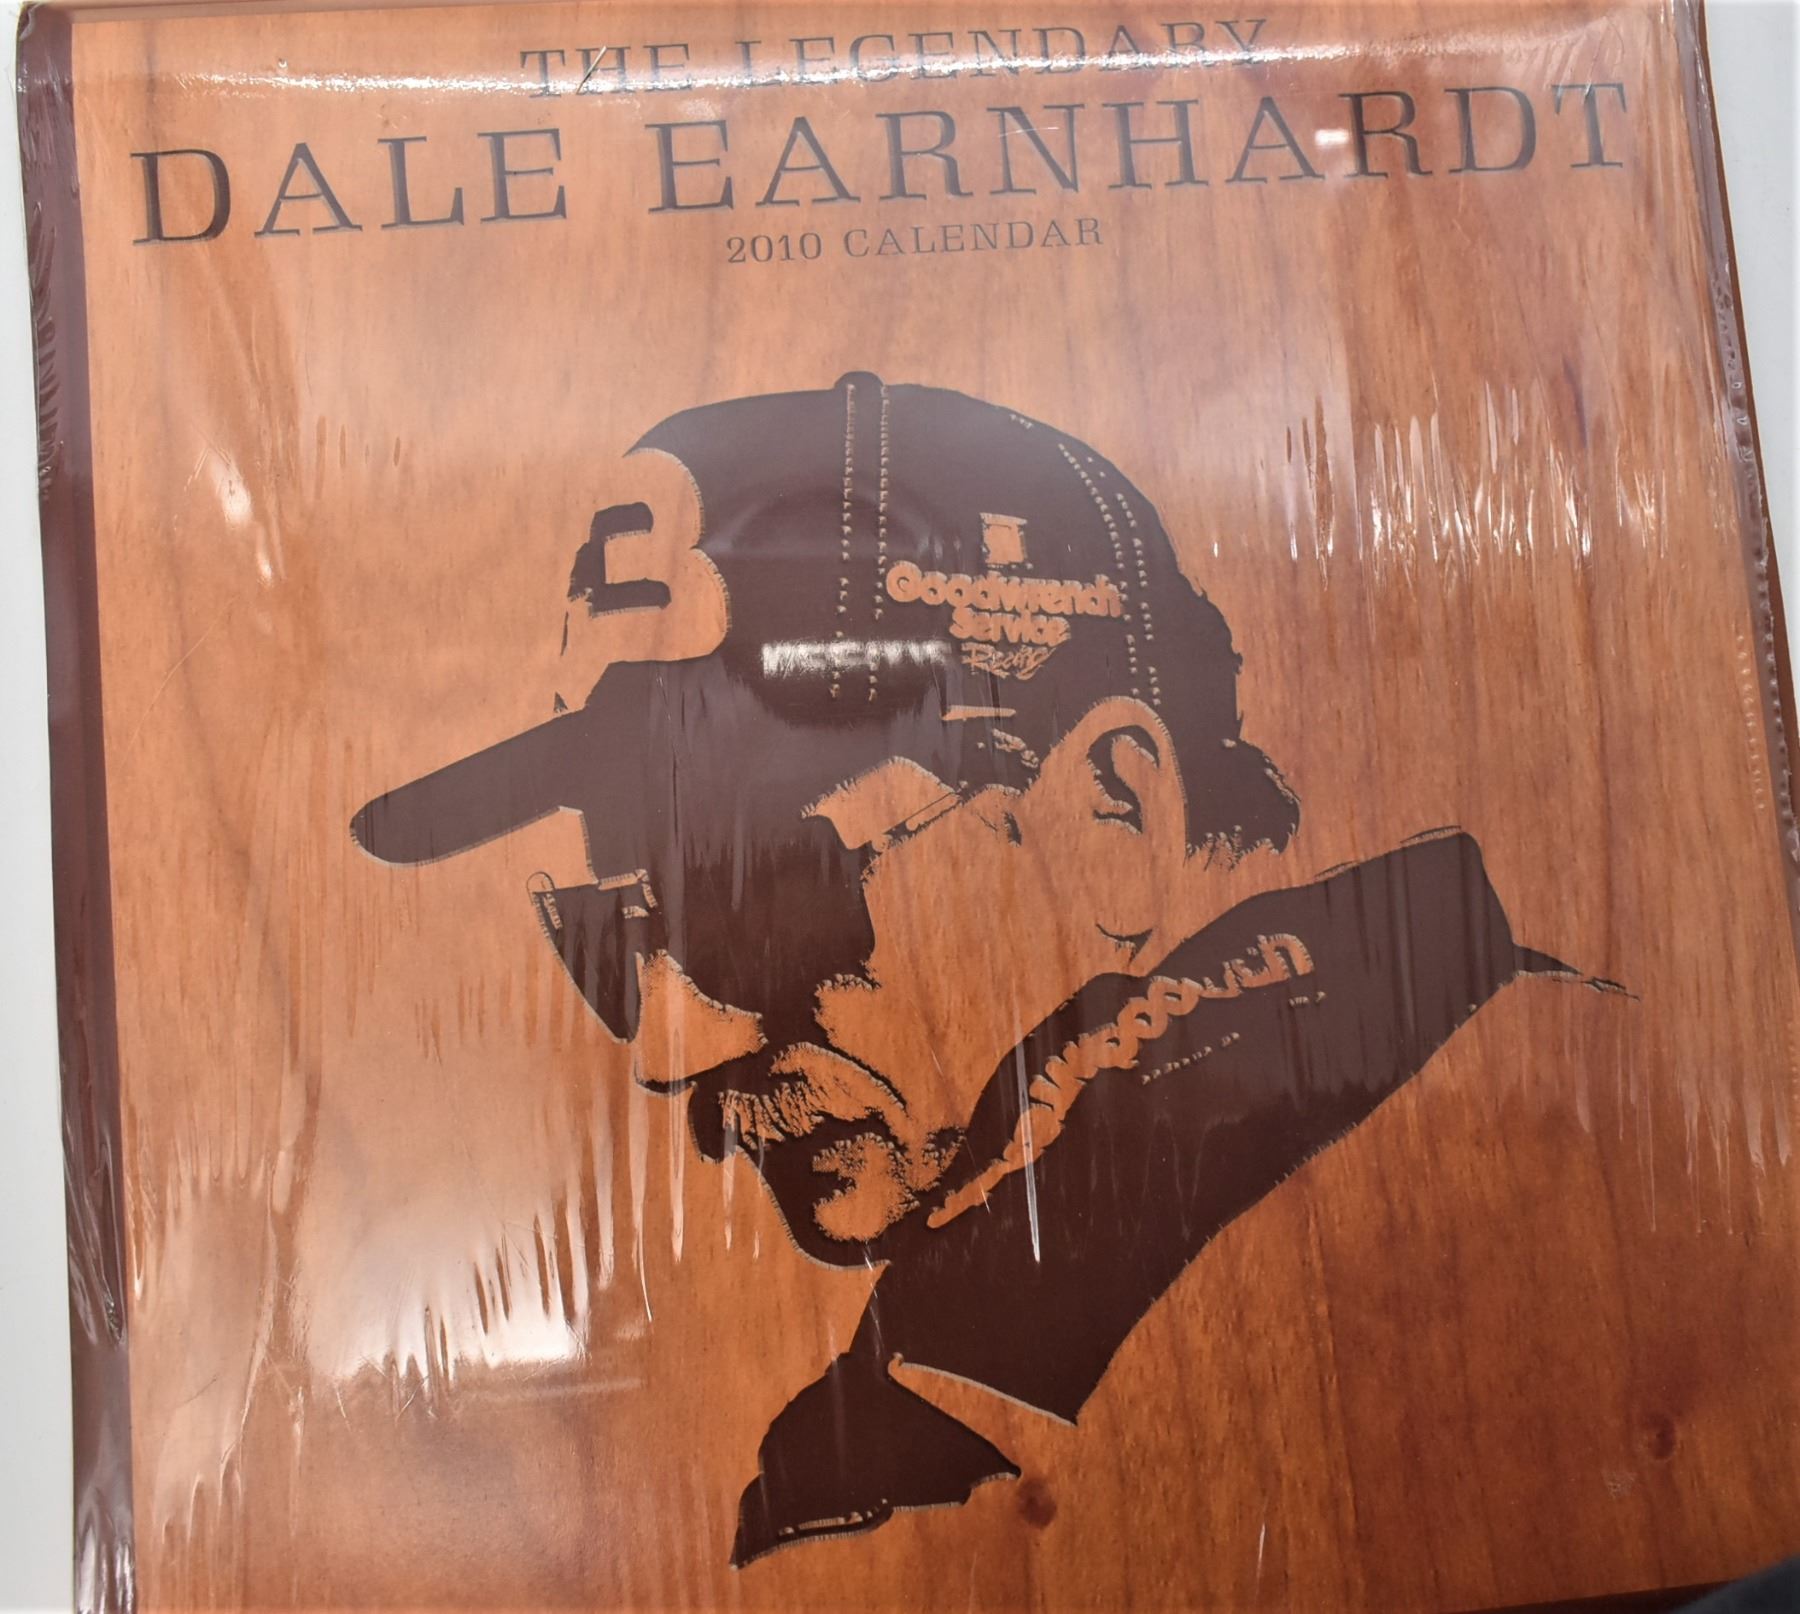 THE LEGENDARY
DALE EARNHARDT
2010 CALENDAR
3
Goodwrench
Service
Racing